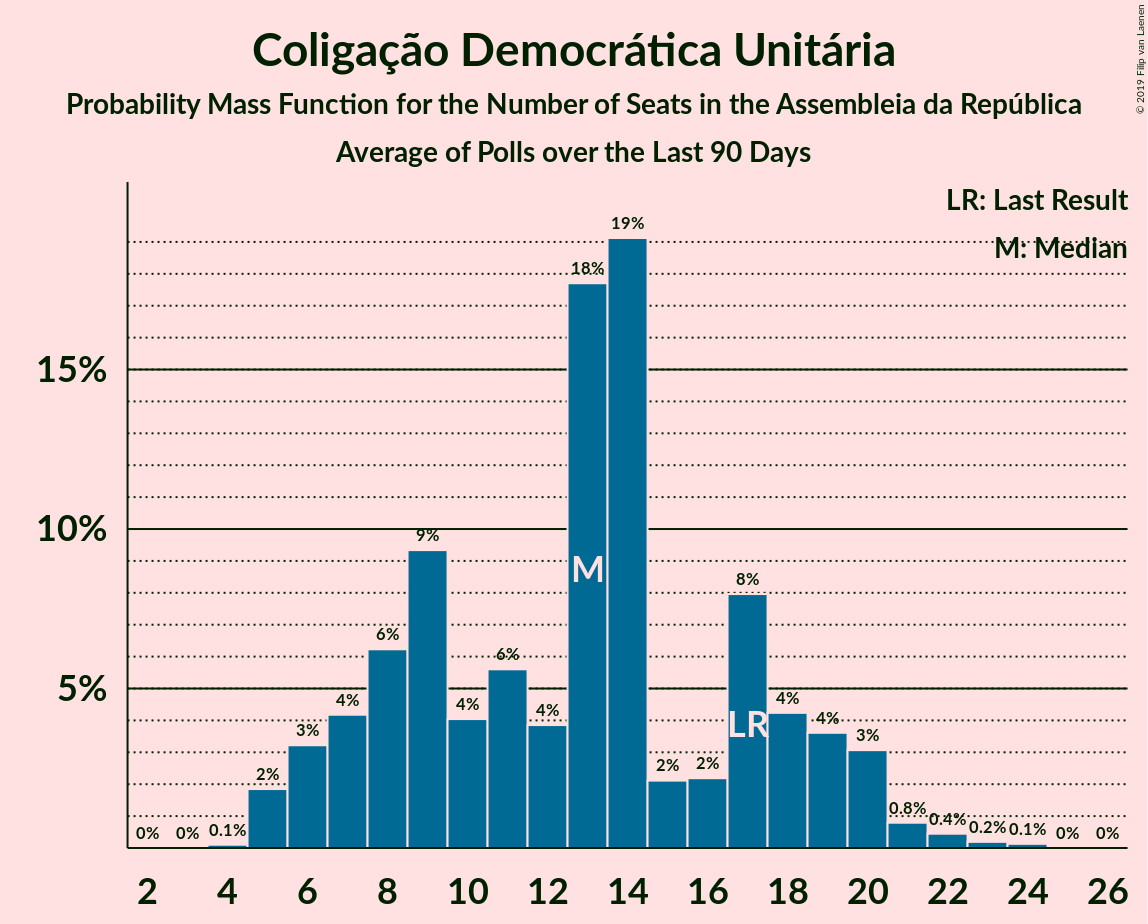 Coligação Democrática Unitária
Probability Mass Function for the Number of Seats in the Assembleia da República
Average of Polls over the Last 90 Days
© 2019 Filip van Laenen
LR: Last Result
M: Median
15%
10%
5%
0% 0% 0.1% 2% 3% 4% 6% 9% 4% 6% 4% 18% 19% 2% 2% 8% 4% 4% 3% 0.8% 0.4% 0.2% 0.1% 0% 0%
M
LR
2 4 6 8 10 12 14 16 18 20 22 24 26